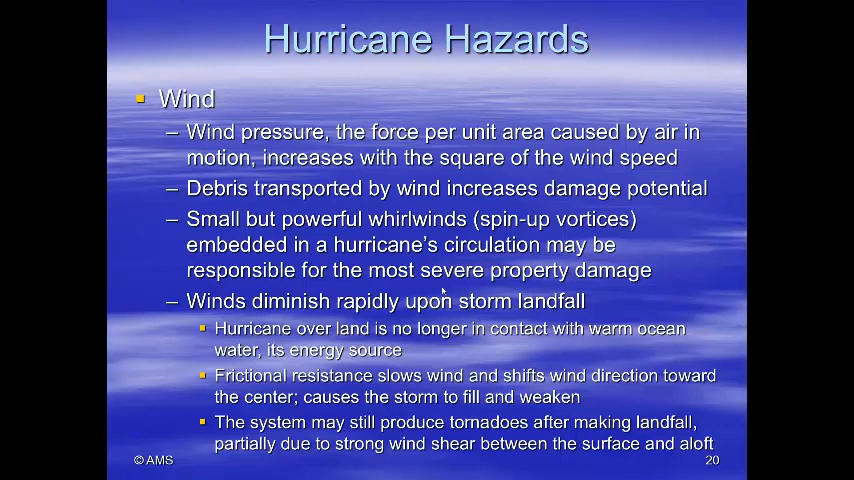 Hurricane Hazards
Wind
– Wind pressure, the force per unit area caused by air in
motion, increases with the square of the wind speed
– Debris transported by wind increases damage potential
– Small but powerful whirlwinds (spin-up vortices)
embedded in a hurricane's circulation may be
responsible for the most severe property damage
– Winds diminish rapidly upon storm landfall
Hurricane over land is no longer in contact with warm ocean
water, its energy source
Frictional resistance slows wind and shifts wind direction toward
the center; causes the storm to fill and weaken
The system may still produce tornadoes after making landfall,
partially due to strong wind shear between the surface and aloft
© AMS
20